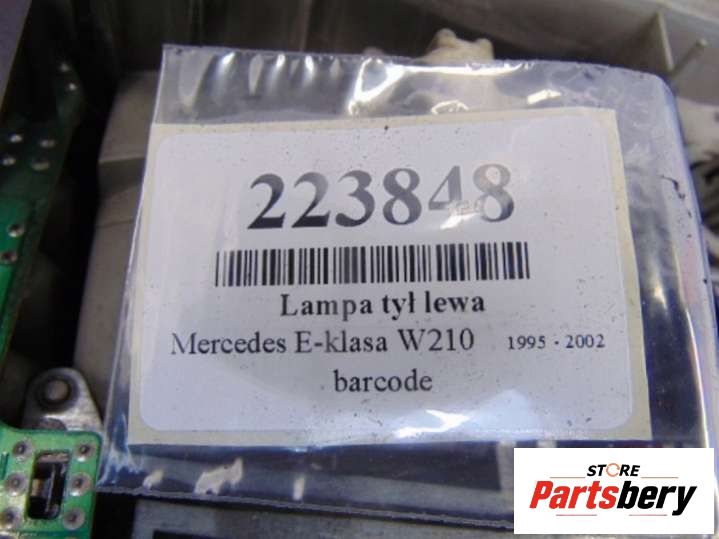 223848
Lampa tył lewa
Mercedes E-klasa W210 1995 - 2002
barcode
STORE
Partsbery